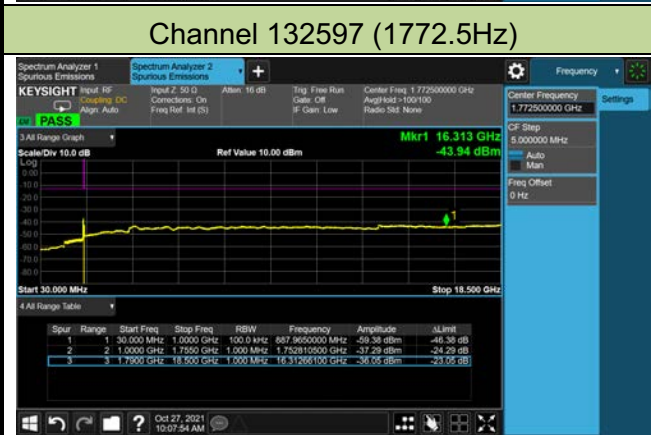 Channel 132597 (1772.5Hz)
Spectrum Analyzer 1
Spurious Emissions
Spectrum Analyzer 2
Spurious Emissions
+
Frequency
KEYSIGHT
Input: RF
Coupling: DC
Align: Auto
Input Z: 50 Ω
Corrections: On
Freq Ref: Int (S)
Atten: 16 dB
Trig: Free Run
Gate: Off
IF Gain: Low
Center Freq: 1.772500000 GHz
Avg|Hold:>100/100
Radio Std: None
PASS
Center Frequency
1.772500000 GHz
Settings
CF Step
5.000000 MHz
Auto
Man
Freq Offset
0 Hz
3 All Range Graph
Mkr1 16.313 GHz
Scale/Div 10.0 dB
Ref Value 10.00 dBm
-43.94 dBm
Log
0.00
-10.0
-20.0
-30.0
-40.0
-50.0
-60.0
-70.0
-80.0
1
Start 30.000 MHz
Stop 18.500 GHz
4 All Range Table
Spur Range Start Freq Stop Freq RBW Frequency Amplitude ΔLimit
1 1 30.000 MHz 1.0000 GHz 100.0 kHz 887.9650000 MHz -59.38 dBm -46.38 dB
2 2 1.0000 GHz 1.7550 GHz 1.000 MHz 1.752810500 GHz -37.29 dBm -24.29 dB
3 3 1.7900 GHz 18.500 GHz 1.000 MHz 16.31266100 GHz -36.05 dBm -23.05 dB
?
Oct 27, 2021
10:07:54 AM